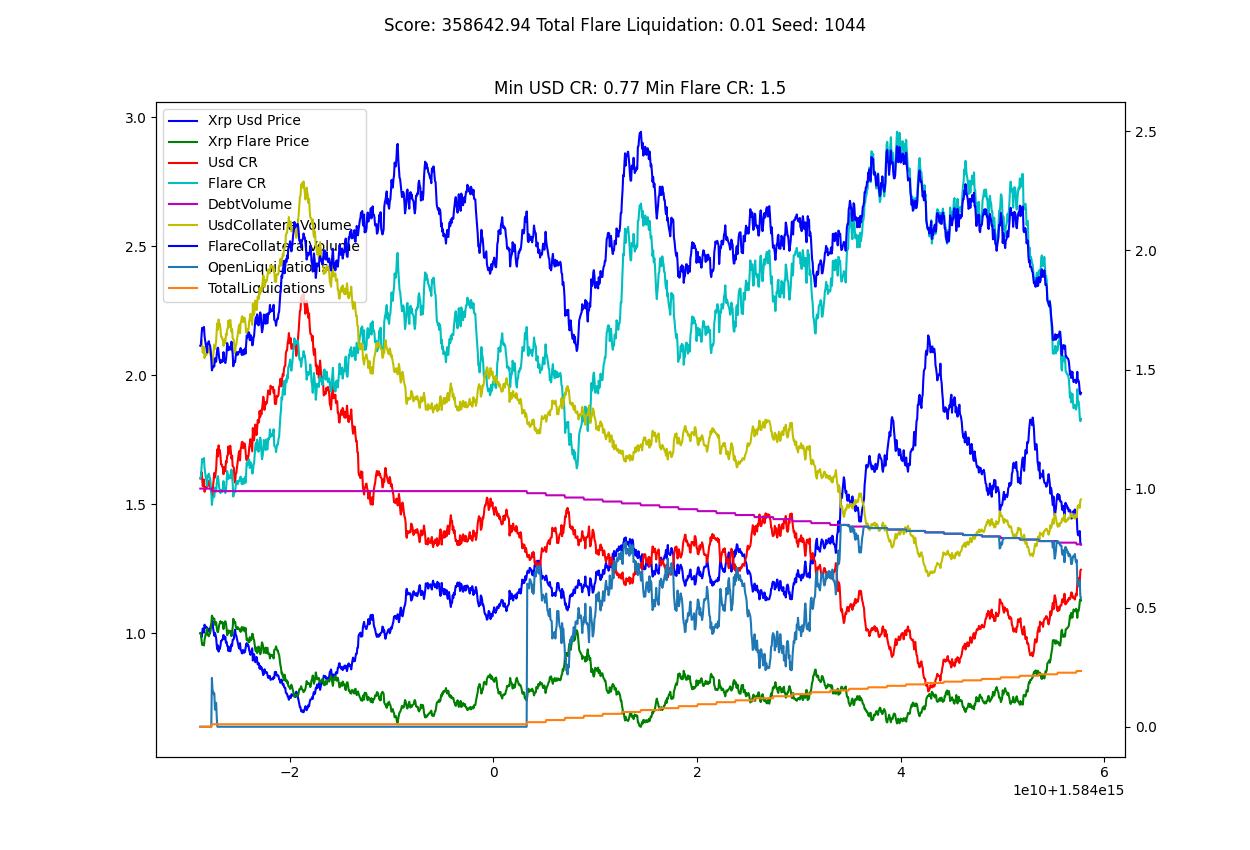 Score: 358642.94 Total Flare Liquidation: 0.01 Seed: 1044
Min USD CR: 0.77 Min Flare CR: 1.5
Xrp Usd Price
Xrp Flare Price
Usd CR
Flare CR
DebtVolume
UsdCollateralVolume
FlareCollateralVolume
OpenLiquidations
TotalLiquidations
3.0
2.5
2.0
1.5
1.0
2.5
2.0
1.5
1.0
0.5
0.0
−2
0
2
4
6
1e10+1.584e15